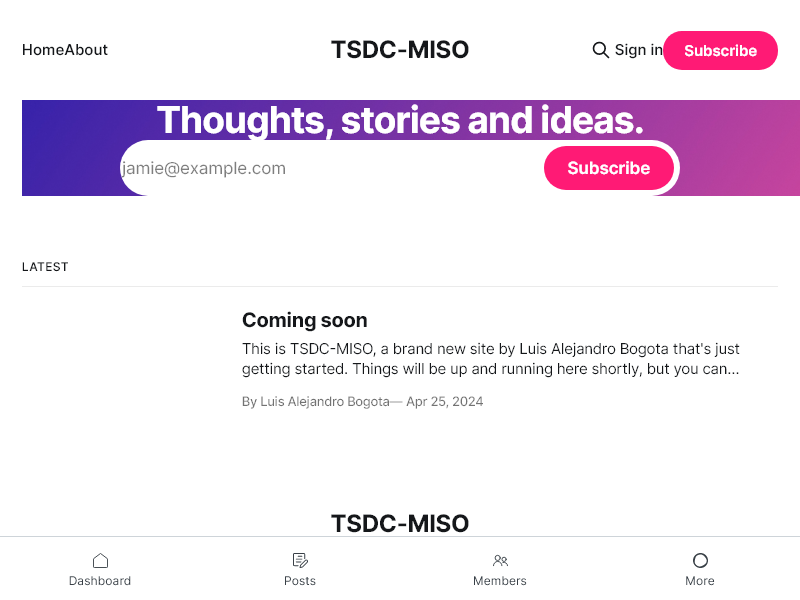 HomeAbout
TSDC-MISO
Sign in
Subscribe
Thoughts, stories and ideas.
jamie@example.com
Subscribe
LATEST
Coming soon
This is TSDC-MISO, a brand new site by Luis Alejandro Bogota that's just
getting started. Things will be up and running here shortly, but you can...
By Luis Alejandro Bogota— Apr 25, 2024
TSDC-MISO
Dashboard
Posts
Members
More